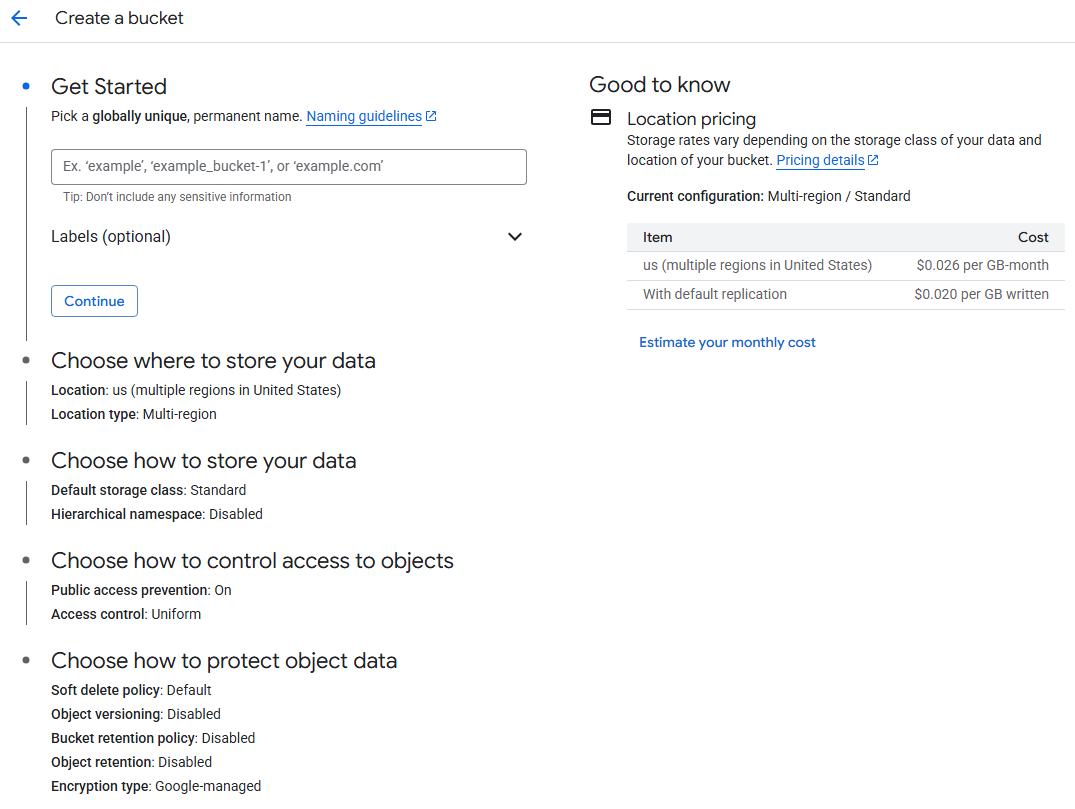 Create a bucket
Get Started
Pick a globally unique, permanent name. Naming guidelines
Ex. ‘example’, ‘example_bucket-1’, or ‘example.com’
Tip: Don’t include any sensitive information
Labels (optional)
Continue
Choose where to store your data
Location: us (multiple regions in United States)
Location type: Multi-region
Choose how to store your data
Default storage class: Standard
Hierarchical namespace: Disabled
Choose how to control access to objects
Public access prevention: On
Access control: Uniform
Choose how to protect object data
Soft delete policy: Default
Object versioning: Disabled
Bucket retention policy: Disabled
Object retention: Disabled
Encryption type: Google-managed
Good to know
Location pricing
Storage rates vary depending on the storage class of your data and
location of your bucket. Pricing details
Current configuration: Multi-region / Standard
Item Cost
us (multiple regions in United States) $0.026 per GB-month
With default replication $0.020 per GB written
Estimate your monthly cost